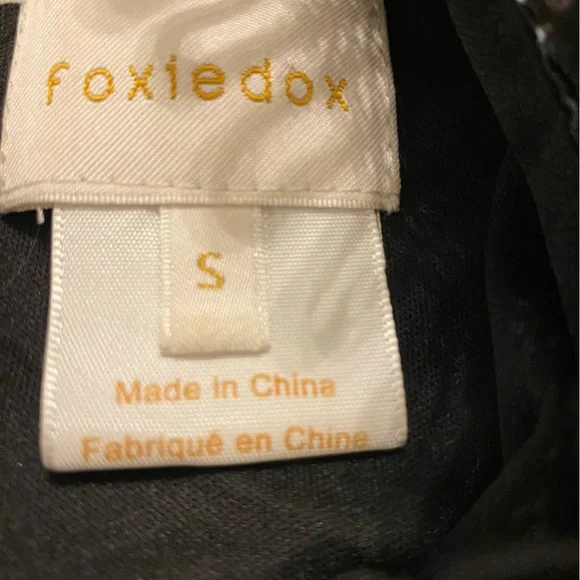 foxiedox
S
Made in China
Fabriqué en Chine